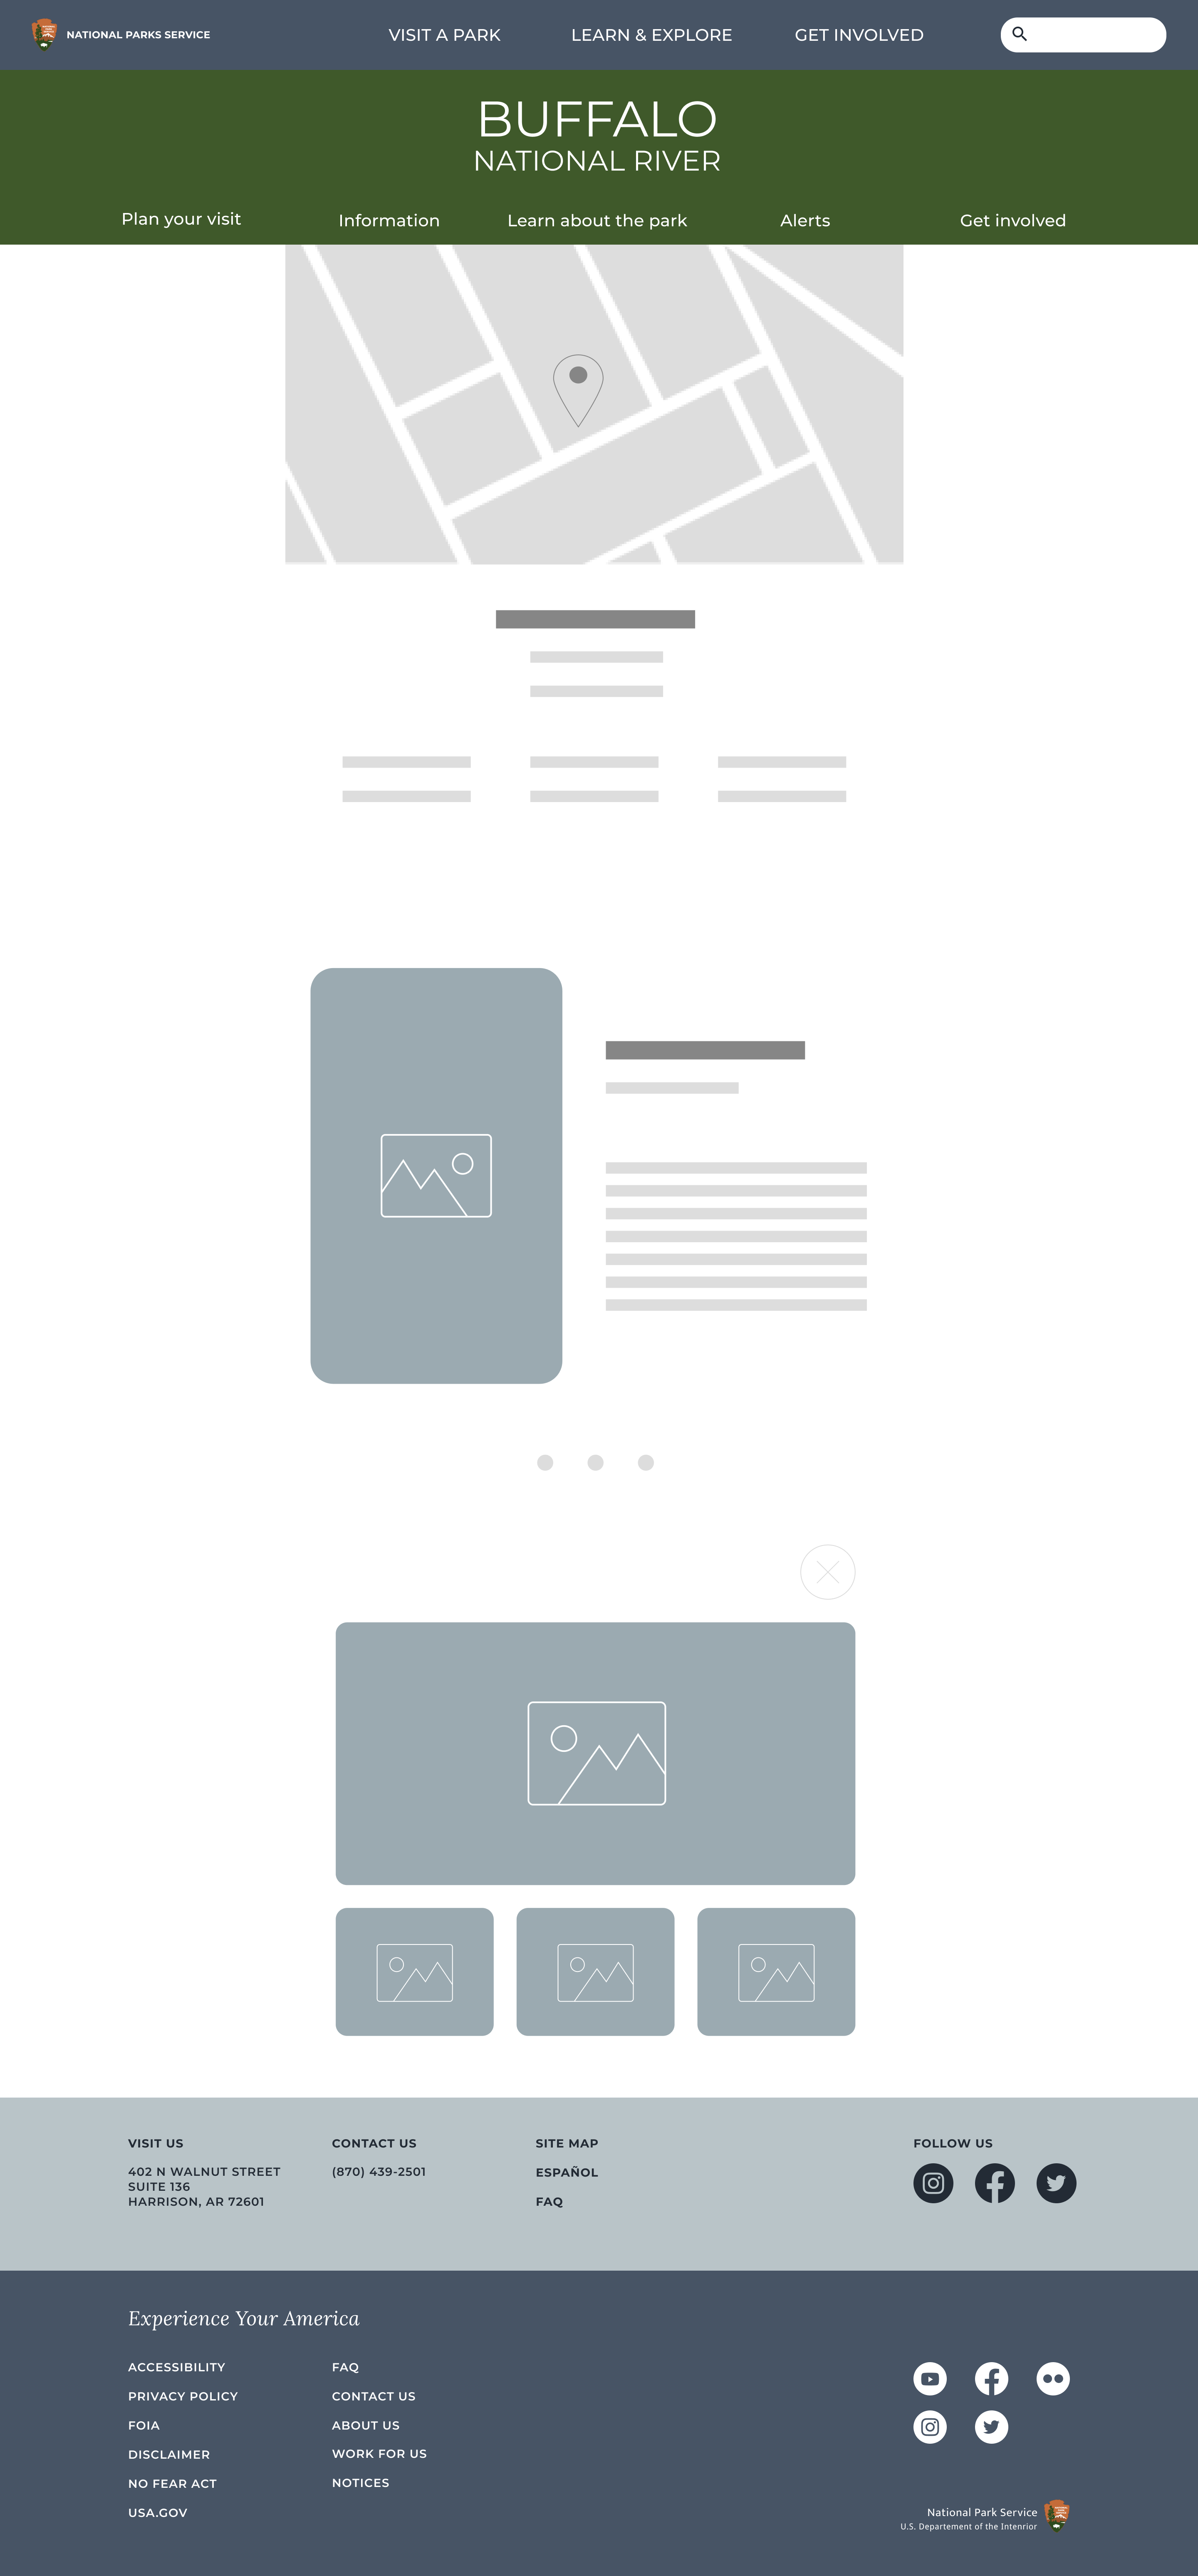 NATIONAL PARKS SERVICE
VISIT A PARK
LEARN & EXPLORE
GET INVOLVED
BUFFALO
NATIONAL RIVER
Plan your visit
Information
Learn about the park
Alerts
Get involved
VISIT US
402 N WALNUT STREET
SUITE 136
HARRISON, AR 72601
CONTACT US
(870) 439-2501
SITE MAP
ESPAÑOL
FAQ
FOLLOW US
Experience Your America
ACCESSIBILITY
PRIVACY POLICY
FOIA
DISCLAIMER
NO FEAR ACT
USA.GOV
FAQ
CONTACT US
ABOUT US
WORK FOR US
NOTICES
National Park Service
U.S. Departement of the Intenrior